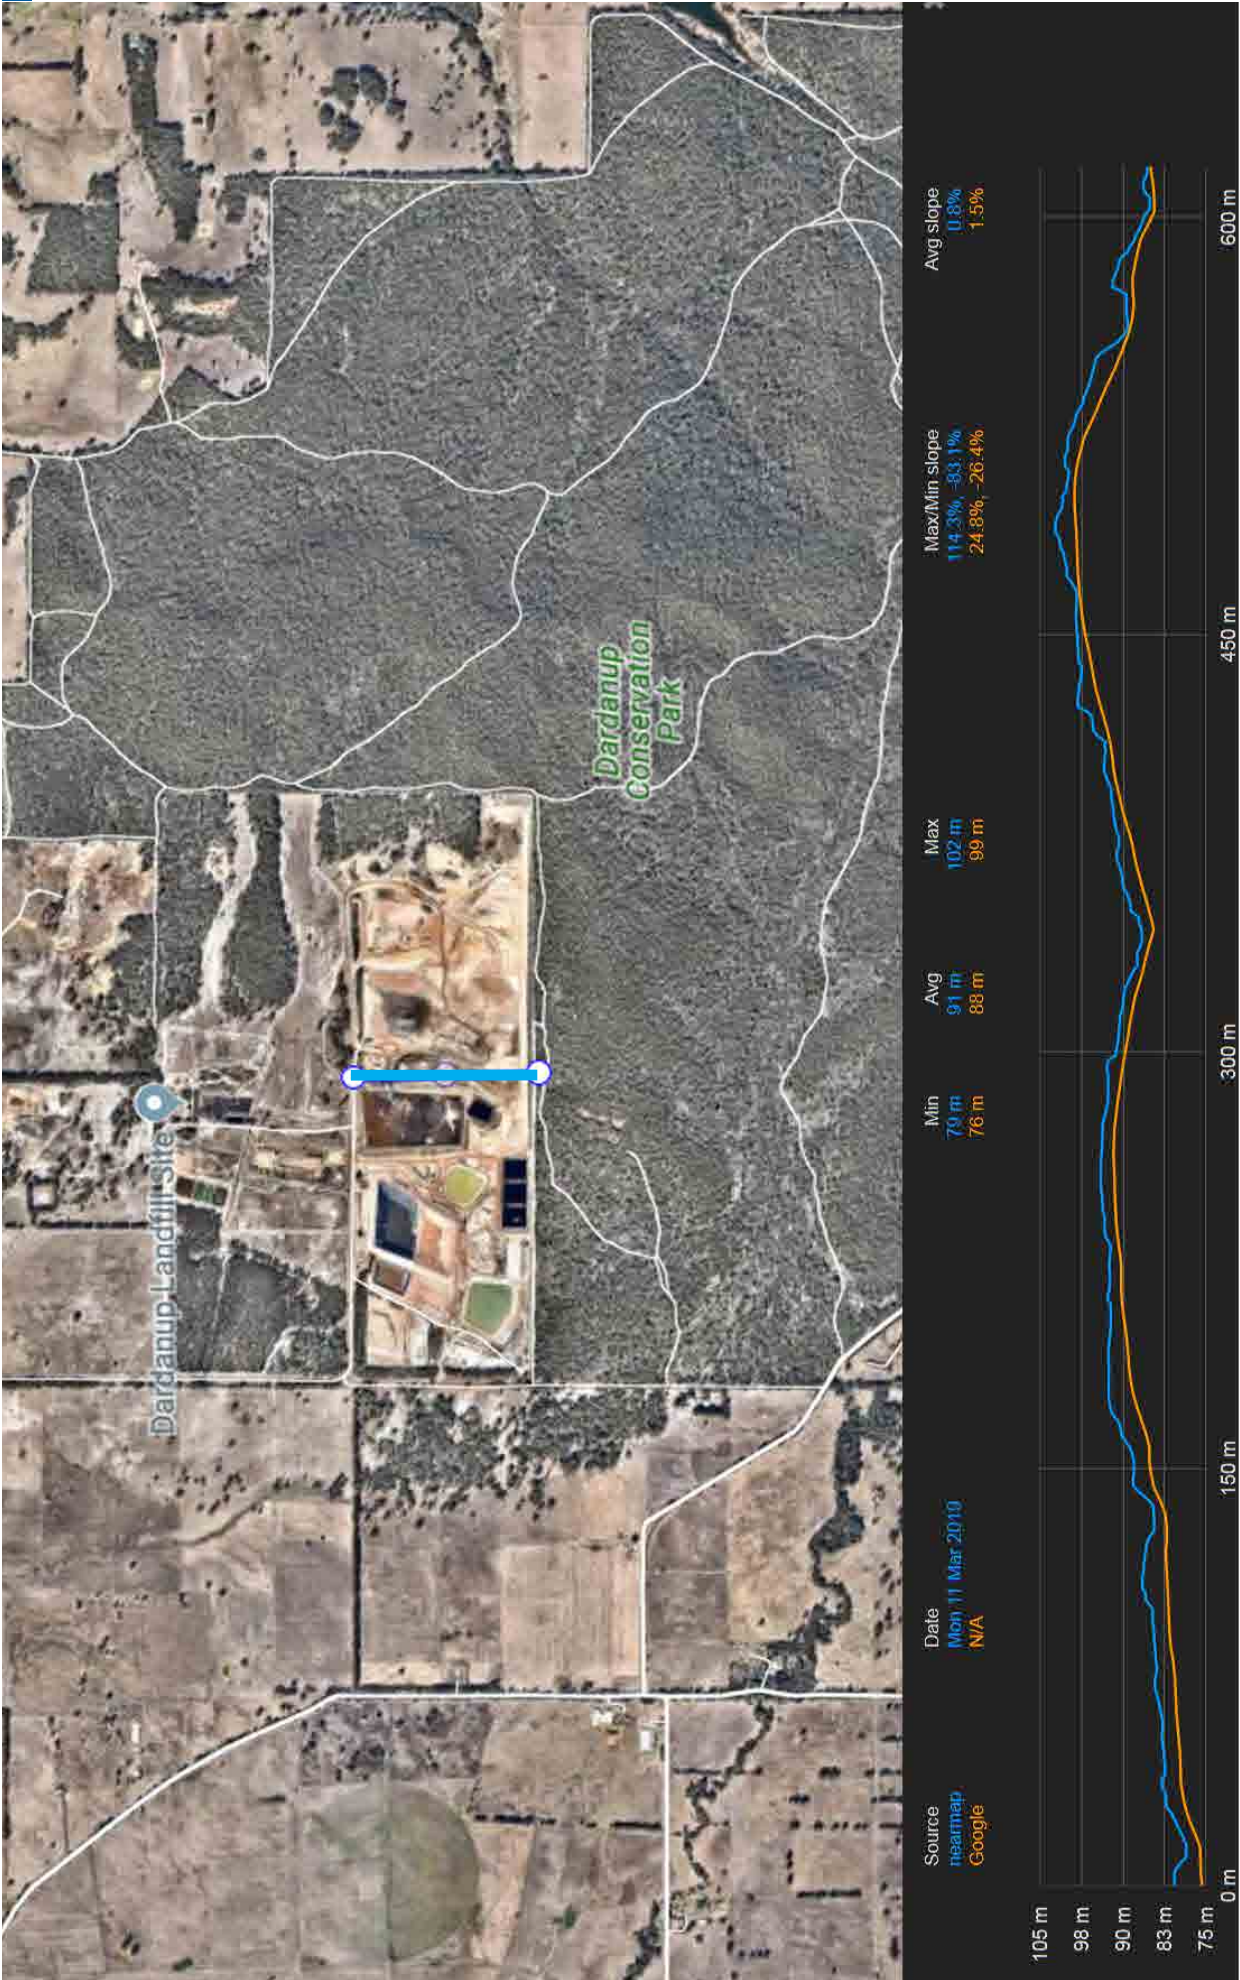 Dardanup Landfill Site
Dardanup
Conservation
Park
Source
Date
Min
Avg
Max
Max/Min slope
Avg slope
nearmap
Mon 11 Mar 2019
79 m
91 m
102 m
114.3%, -83.1%
0.8%
Google
N/A
76 m
88 m
99 m
24.8%, -26.4%
1.5%
105 m
98 m
90 m
83 m
75 m
0 m
150 m
300 m
450 m
600 m